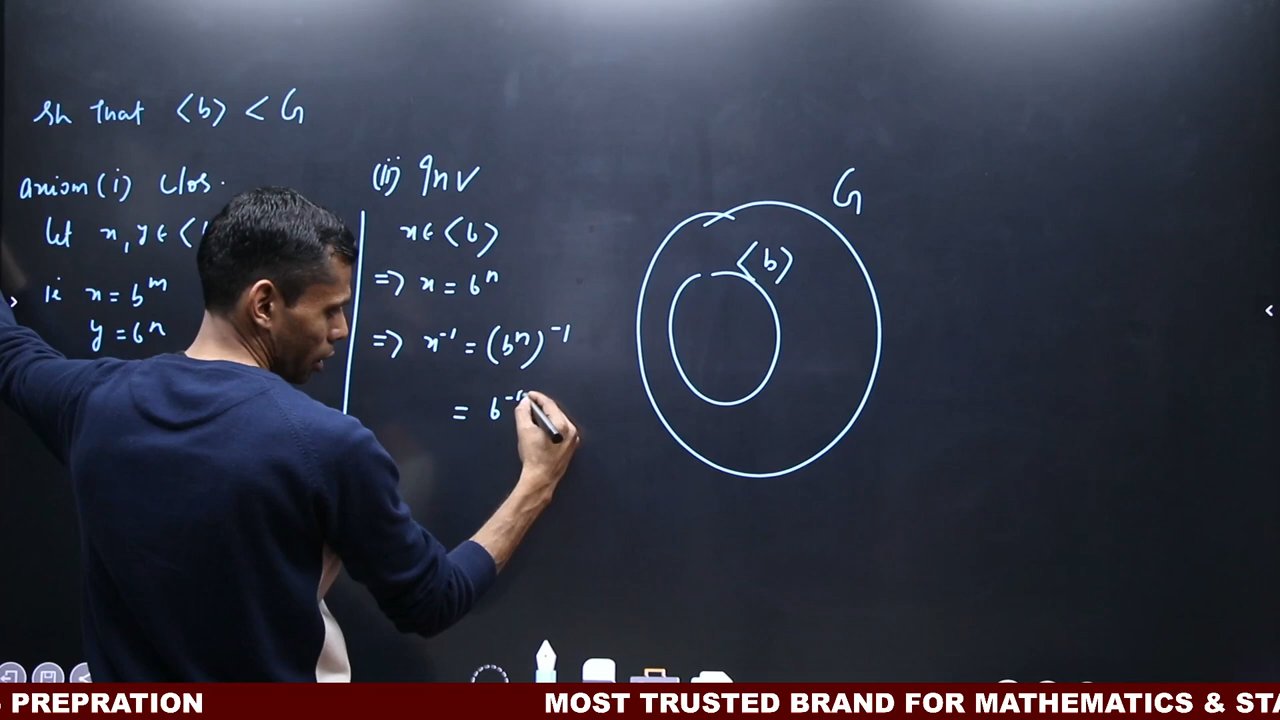 Sh that <b> < G
axiom (i) Clos.
let x, y ∈ <
ie x = b^m
y = b^n
(ii) Inv
x ∈ <b>
=> x = b^n
=> x^-1 = (b^n)^-1
= b^-n
G
<b>
PREPRATION
MOST TRUSTED BRAND FOR MATHEMATICS & STA